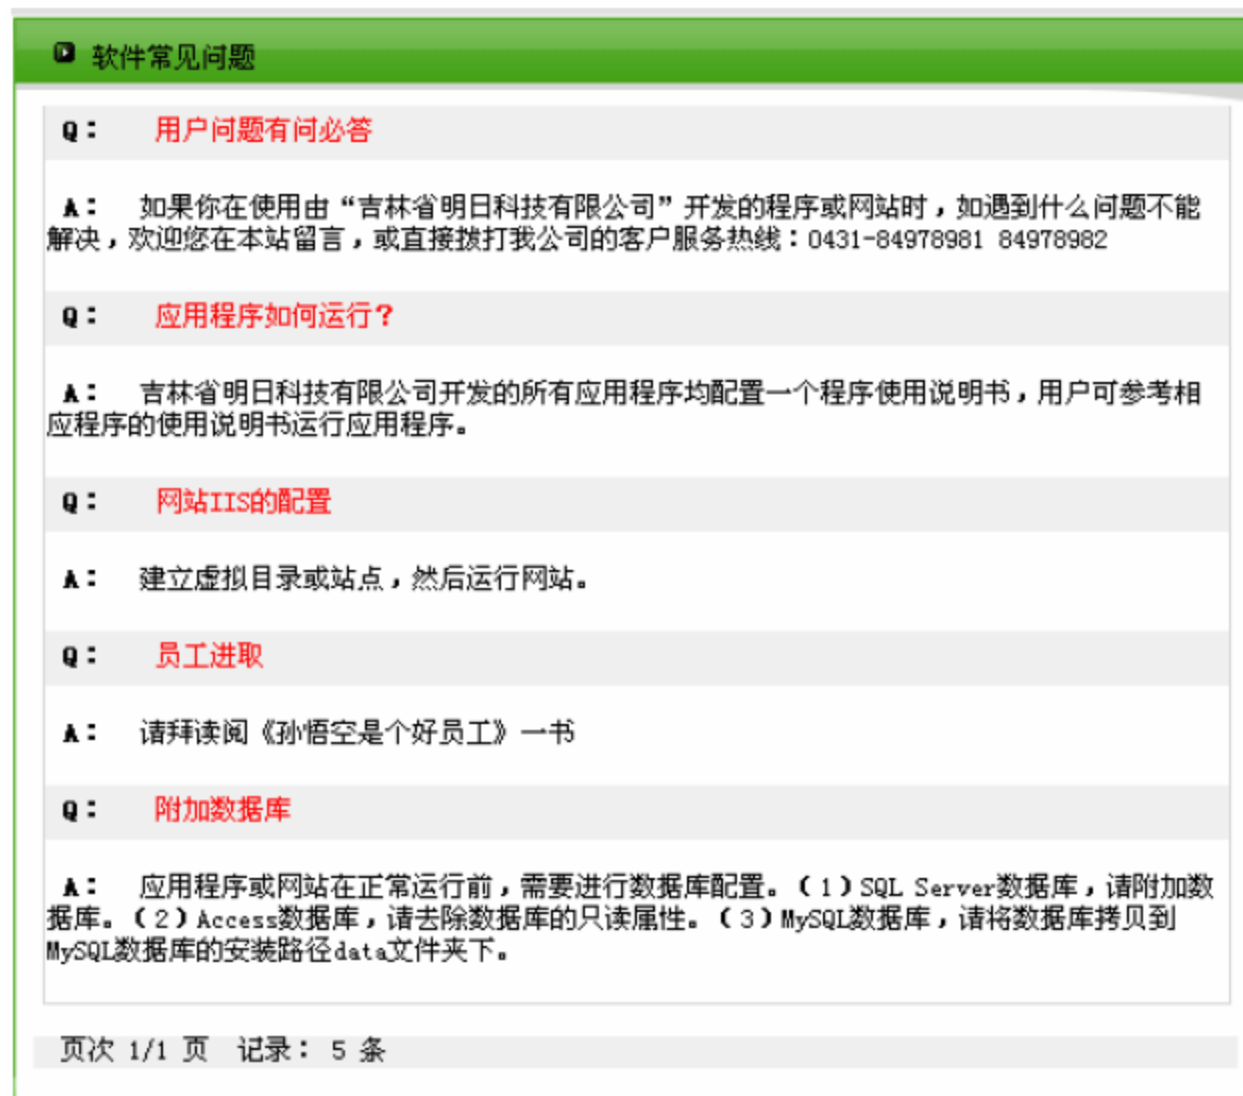 软件常见问题
Q： 用户问题有问必答
A： 如果你在使用由“吉林省明日科技有限公司”开发的程序或网站时，如遇到什么问题不能
解决，欢迎您在本站留言，或直接拨打我公司的客户服务热线：0431-84978981 84978982
Q： 应用程序如何运行？
A： 吉林省明日科技有限公司开发的所有应用程序均配置一个程序使用说明书，用户可参考相
应程序的使用说明书运行应用程序。
Q： 网站IIS的配置
A： 建立虚拟目录或站点，然后运行网站。
Q： 员工进取
A： 请拜读阅《孙悟空是个好员工》一书
Q： 附加数据库
A： 应用程序或网站在正常运行前，需要进行数据库配置。（1）SQL Server数据库，请附加数
据库。（2）Access数据库，请去除数据库的只读属性。（3）MySQL数据库，请将数据库拷贝到
MySQL数据库的安装路径data文件夹下。
页次 1/1 页 记录： 5 条